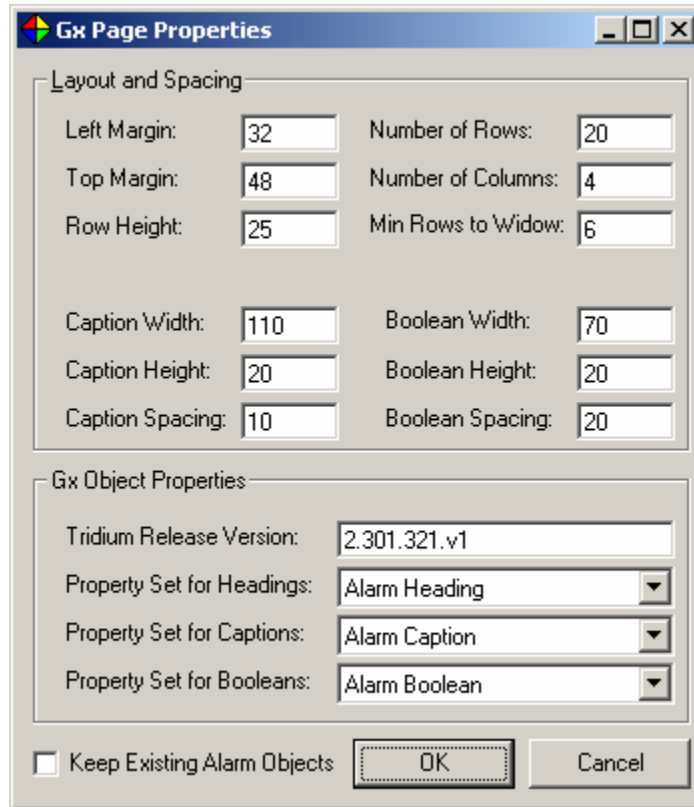 Gx Page Properties
Layout and Spacing
Left Margin: 32 Number of Rows: 20
Top Margin: 48 Number of Columns: 4
Row Height: 25 Min Rows to Widow: 6
Caption Width: 110 Boolean Width: 70
Caption Height: 20 Boolean Height: 20
Caption Spacing: 10 Boolean Spacing: 20
Gx Object Properties
Tridium Release Version: 2.301.321.v1
Property Set for Headings: Alarm Heading
Property Set for Captions: Alarm Caption
Property Set for Booleans: Alarm Boolean
Keep Existing Alarm Objects OK Cancel